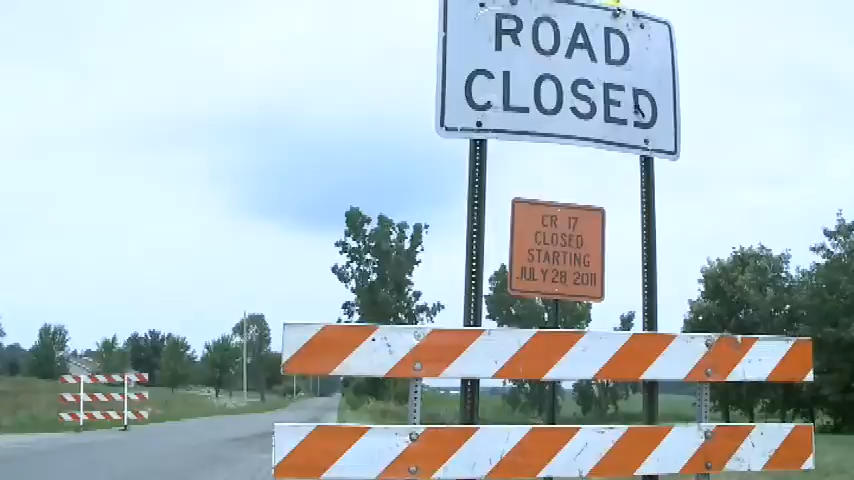 ROAD
CLOSED
CR 17
CLOSED
STARTING
JULY 28 2011